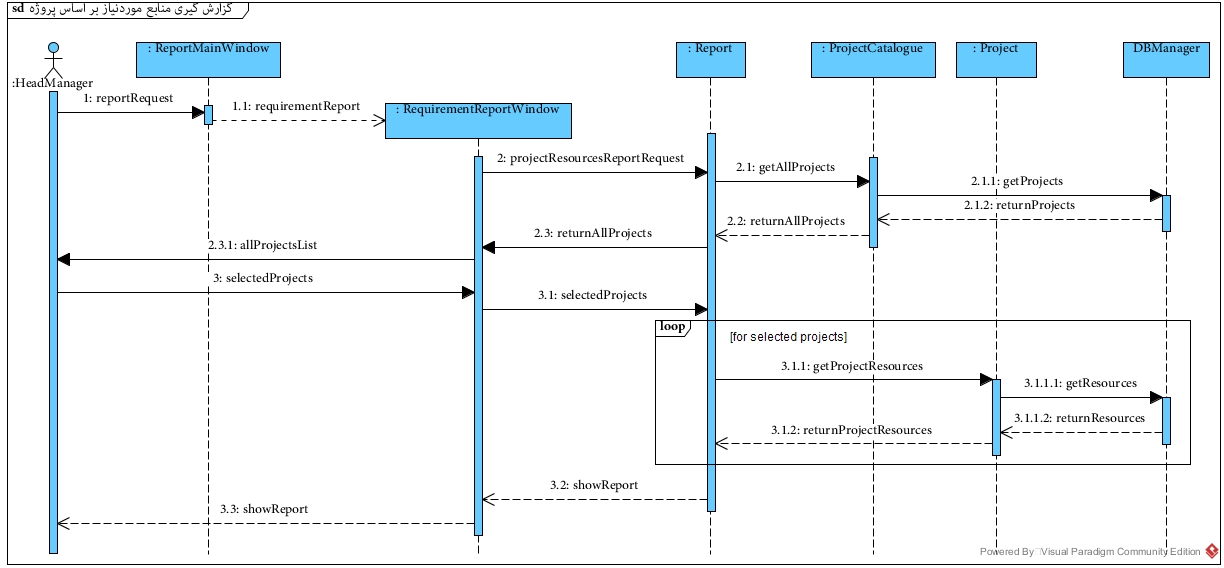 sd گزارش گیری منابع موردنیاز بر اساس پروژه
: ReportMainWindow
: Report
: ProjectCatalogue
: Project
DBManager
:HeadManager
1: reportRequest
1.1: requirementReport
: RequirementReportWindow
2: projectResourcesReportRequest
2.1: getAllProjects
2.1.1: getProjects
2.1.2: returnProjects
2.2: returnAllProjects
2.3: returnAllProjects
2.3.1: allProjectsList
3: selectedProjects
3.1: selectedProjects
loop
[for selected projects]
3.1.1: getProjectResources
3.1.1.1: getResources
3.1.1.2: returnResources
3.1.2: returnProjectResources
3.2: showReport
3.3: showReport
Powered By Visual Paradigm Community Edition